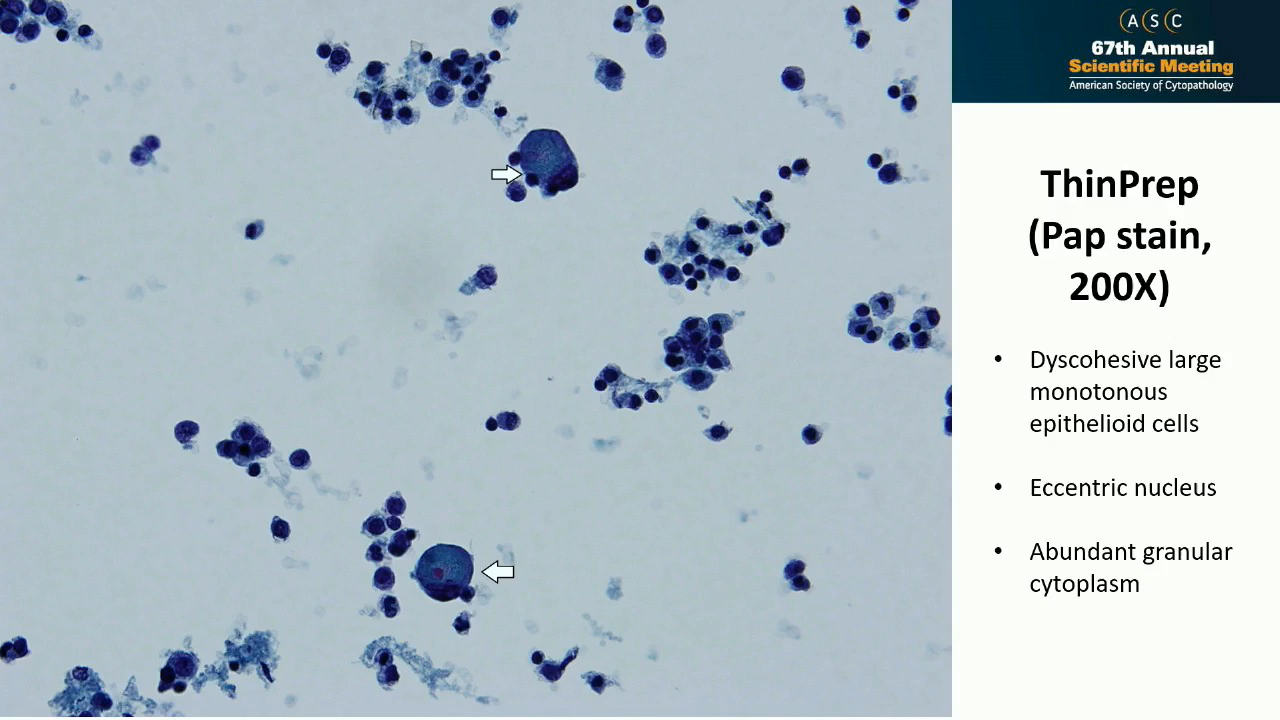 (A(S(C
67th Annual
Scientific Meeting
American Society of Cytopathology
ThinPrep
(Pap stain,
200X)
• Dyscohesive large
monotonous
epithelioid cells
• Eccentric nucleus
• Abundant granular
cytoplasm